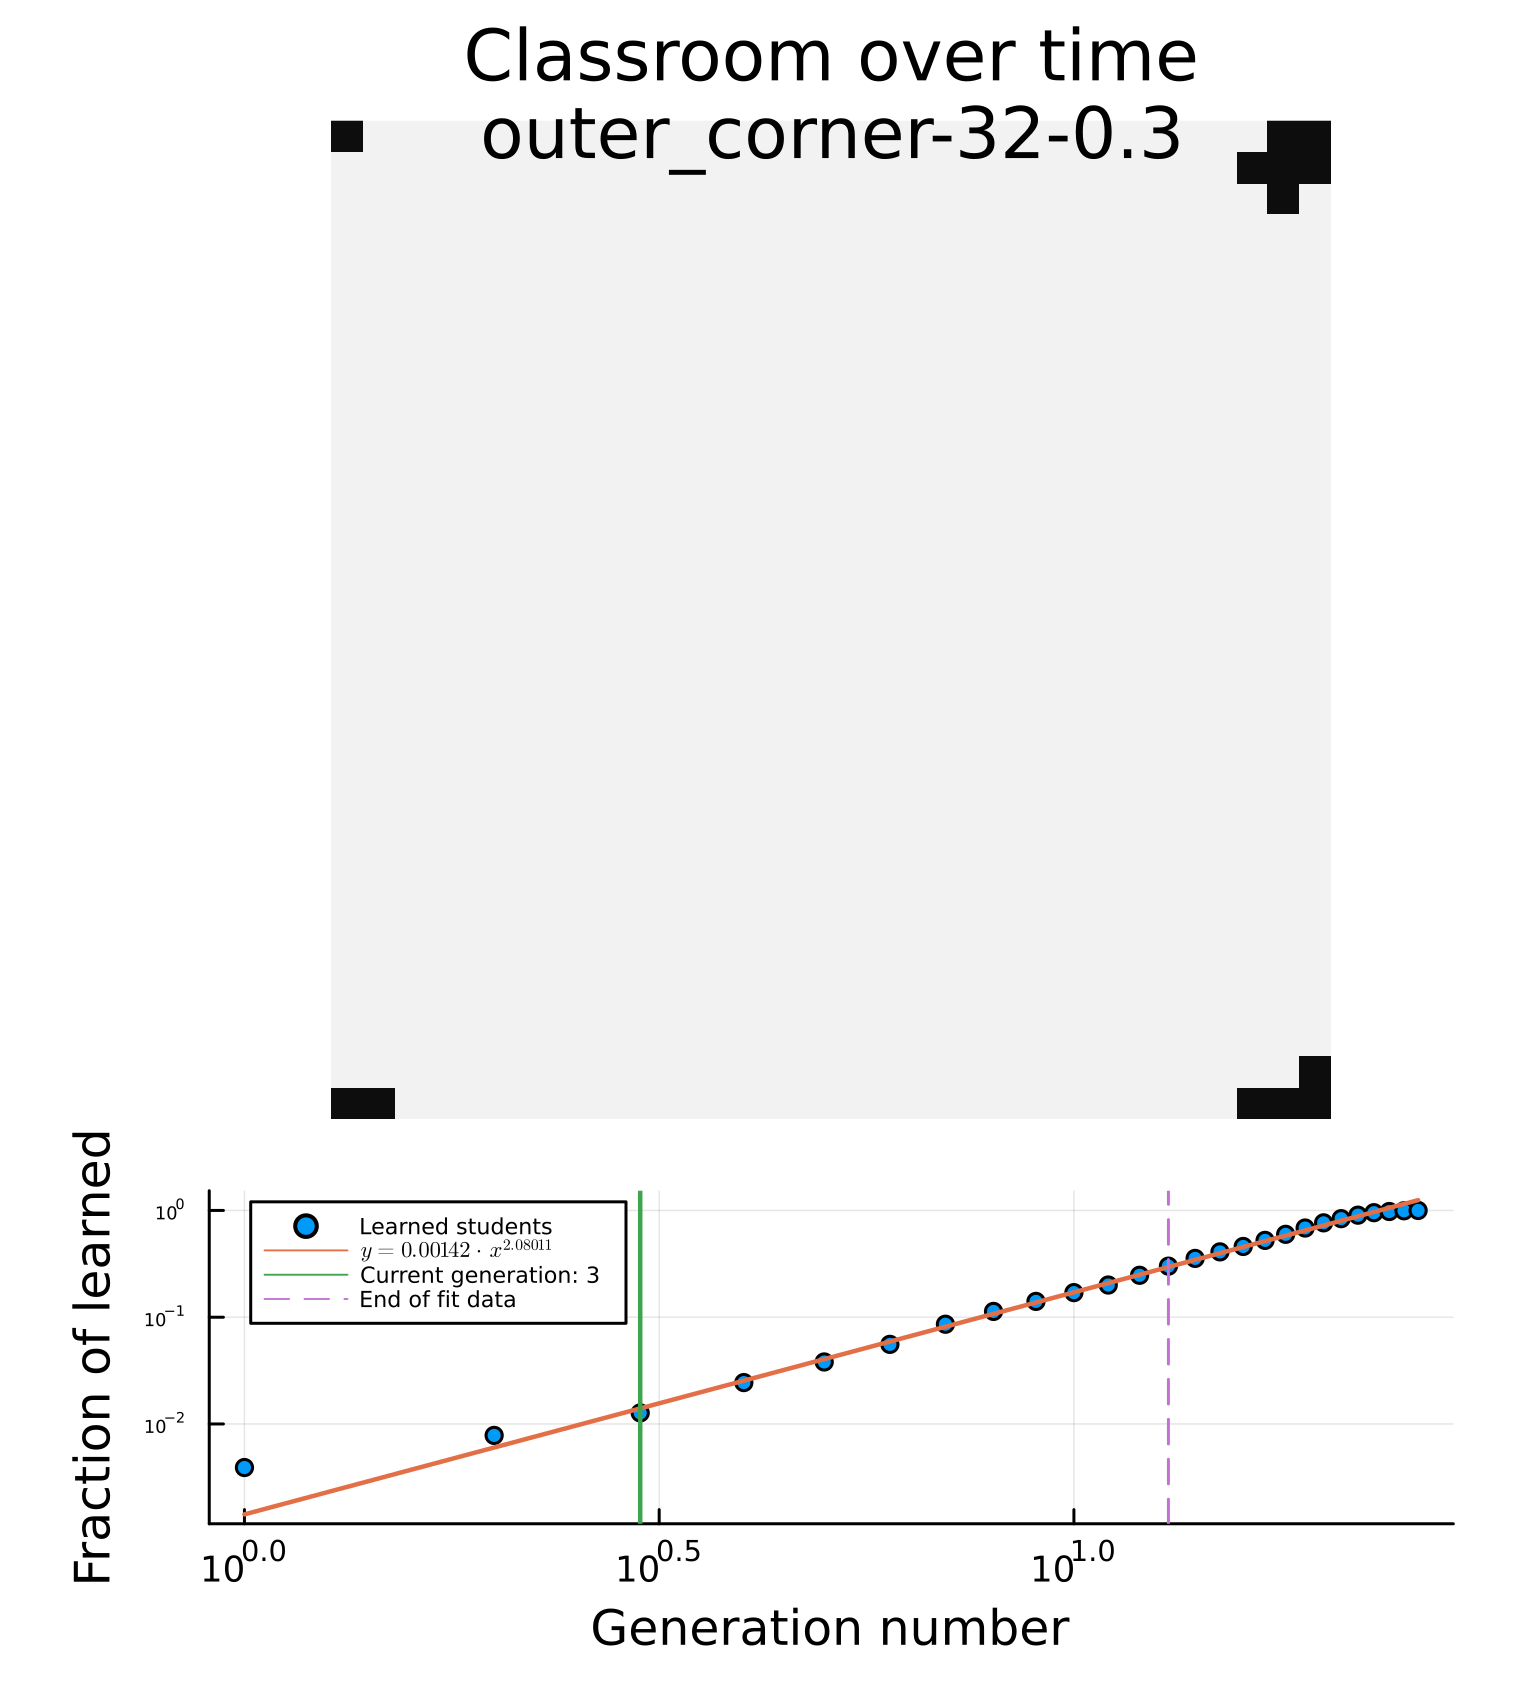 Classroom over time
outer_corner-32-0.3
Fraction of learned
10⁰
10⁻¹
10⁻²
Learned students
y = 0.00142 · x^2.08011
Current generation: 3
End of fit data
10^0.0 10^0.5 10^1.0
Generation number